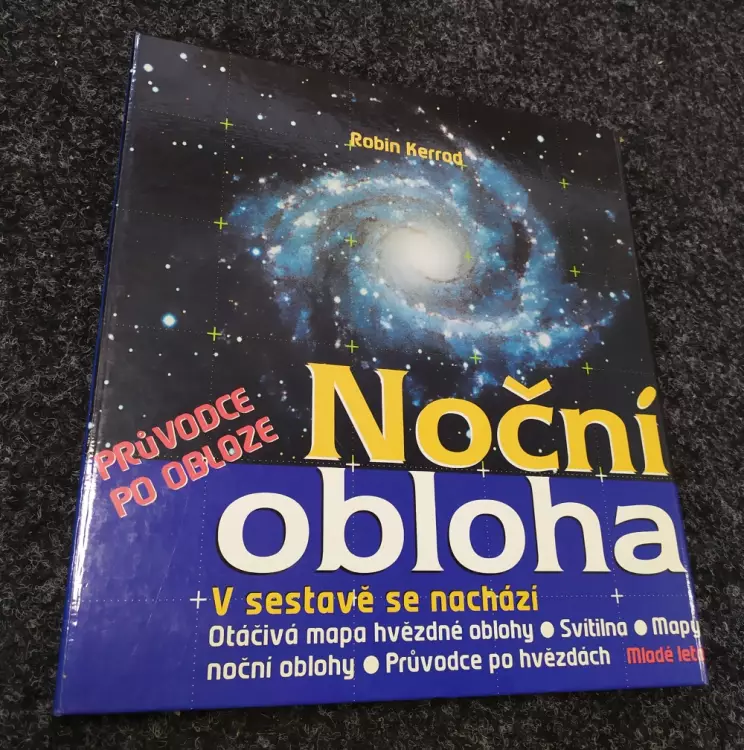 Robin Kerrod
PRůVODCE
PO OBLOZE
Noční
obloha
V sestavě se nachází
Otáčivá mapa hvězdné oblohy ● Svítilna ● Mapy
noční oblohy ● Průvodce po hvězdách Mladé letá